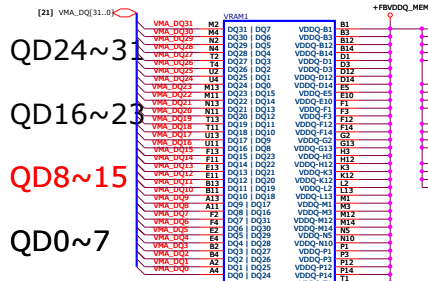 [21] VMA_DQ[31..0]
+FBVDDQ_MEM
VRAM1
VMA_DQ31 M2 DQ31 | DQ7 VDDQ-B1 B1
VMA_DQ30 M4 DQ30 | DQ6 VDDQ-B3 B3
VMA_DQ29 N2 DQ29 | DQ5 VDDQ-B12 B12
VMA_DQ28 N4 DQ28 | DQ4 VDDQ-B14 B14
VMA_DQ27 T2 DQ27 | DQ3 VDDQ-D1 D1
VMA_DQ26 T4 DQ26 | DQ2 VDDQ-D3 D3
VMA_DQ25 U2 DQ25 | DQ1 VDDQ-D12 D12
VMA_DQ24 U4 DQ24 | DQ0 VDDQ-D14 D14
QD24~31
VMA_DQ23 M13 DQ23 | DQ15 VDDQ-E5 E5
VMA_DQ22 M11 DQ22 | DQ14 VDDQ-E10 E10
VMA_DQ21 N13 DQ21 | DQ13 VDDQ-F1 F1
VMA_DQ20 N11 DQ20 | DQ12 VDDQ-F3 F3
VMA_DQ19 T13 DQ19 | DQ11 VDDQ-F12 F12
VMA_DQ18 T11 DQ18 | DQ10 VDDQ-F14 F14
VMA_DQ17 U13 DQ17 | DQ9 VDDQ-G2 G2
VMA_DQ16 U11 DQ16 | DQ8 VDDQ-G13 G13
QD16~23
VMA_DQ15 F13 DQ15 | DQ23 VDDQ-H3 H3
VMA_DQ14 F11 DQ14 | DQ22 VDDQ-H12 H12
VMA_DQ13 E13 DQ13 | DQ21 VDDQ-K3 K3
VMA_DQ12 E11 DQ12 | DQ20 VDDQ-K12 K12
VMA_DQ11 B13 DQ11 | DQ19 VDDQ-L2 L2
VMA_DQ10 B11 DQ10 | DQ18 VDDQ-L13 L13
VMA_DQ9 A13 DQ9 | DQ17 VDDQ-M1 M1
VMA_DQ8 A11 DQ8 | DQ16 VDDQ-M3 M3
QD8~15
VMA_DQ7 F2 DQ7 | DQ31 VDDQ-M12 M12
VMA_DQ6 F4 DQ6 | DQ30 VDDQ-M14 M14
VMA_DQ5 E2 DQ5 | DQ29 VDDQ-N5 N5
VMA_DQ4 E4 DQ4 | DQ28 VDDQ-N10 N10
VMA_DQ3 B2 DQ3 | DQ27 VDDQ-P1 P1
VMA_DQ2 B4 DQ2 | DQ26 VDDQ-P3 P3
VMA_DQ1 A2 DQ1 | DQ25 VDDQ-P12 P12
VMA_DQ0 A4 DQ0 | DQ24 VDDQ-P14 P14
QD0~7
T1